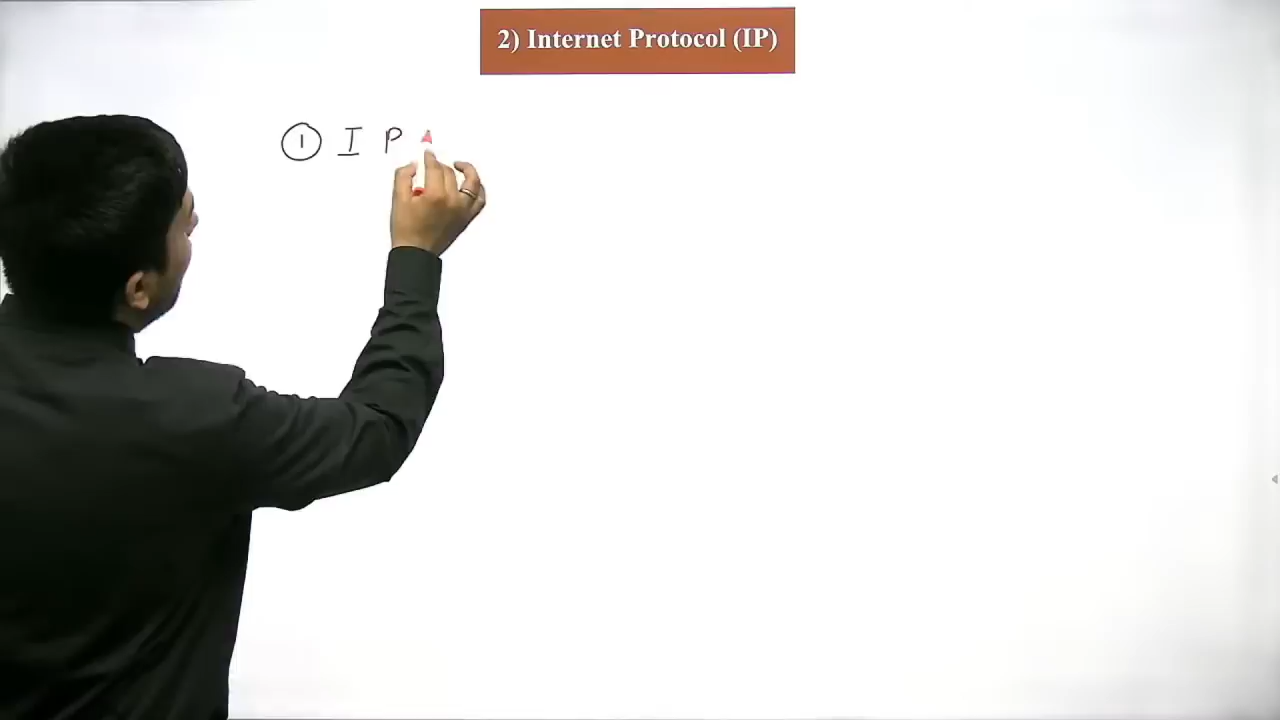 2) Internet Protocol (IP)
① I P